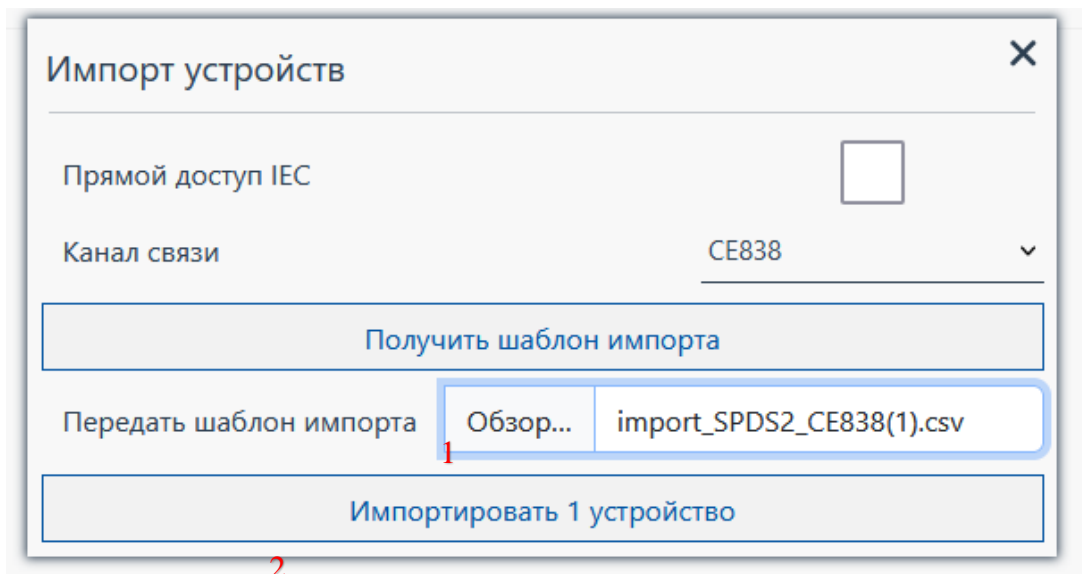 Импорт устройств
Прямой доступ IEC
Канал связи CE838
Получить шаблон импорта
Передать шаблон импорта Обзор... import_SPDS2_CE838(1).csv
1
Импортировать 1 устройство
2